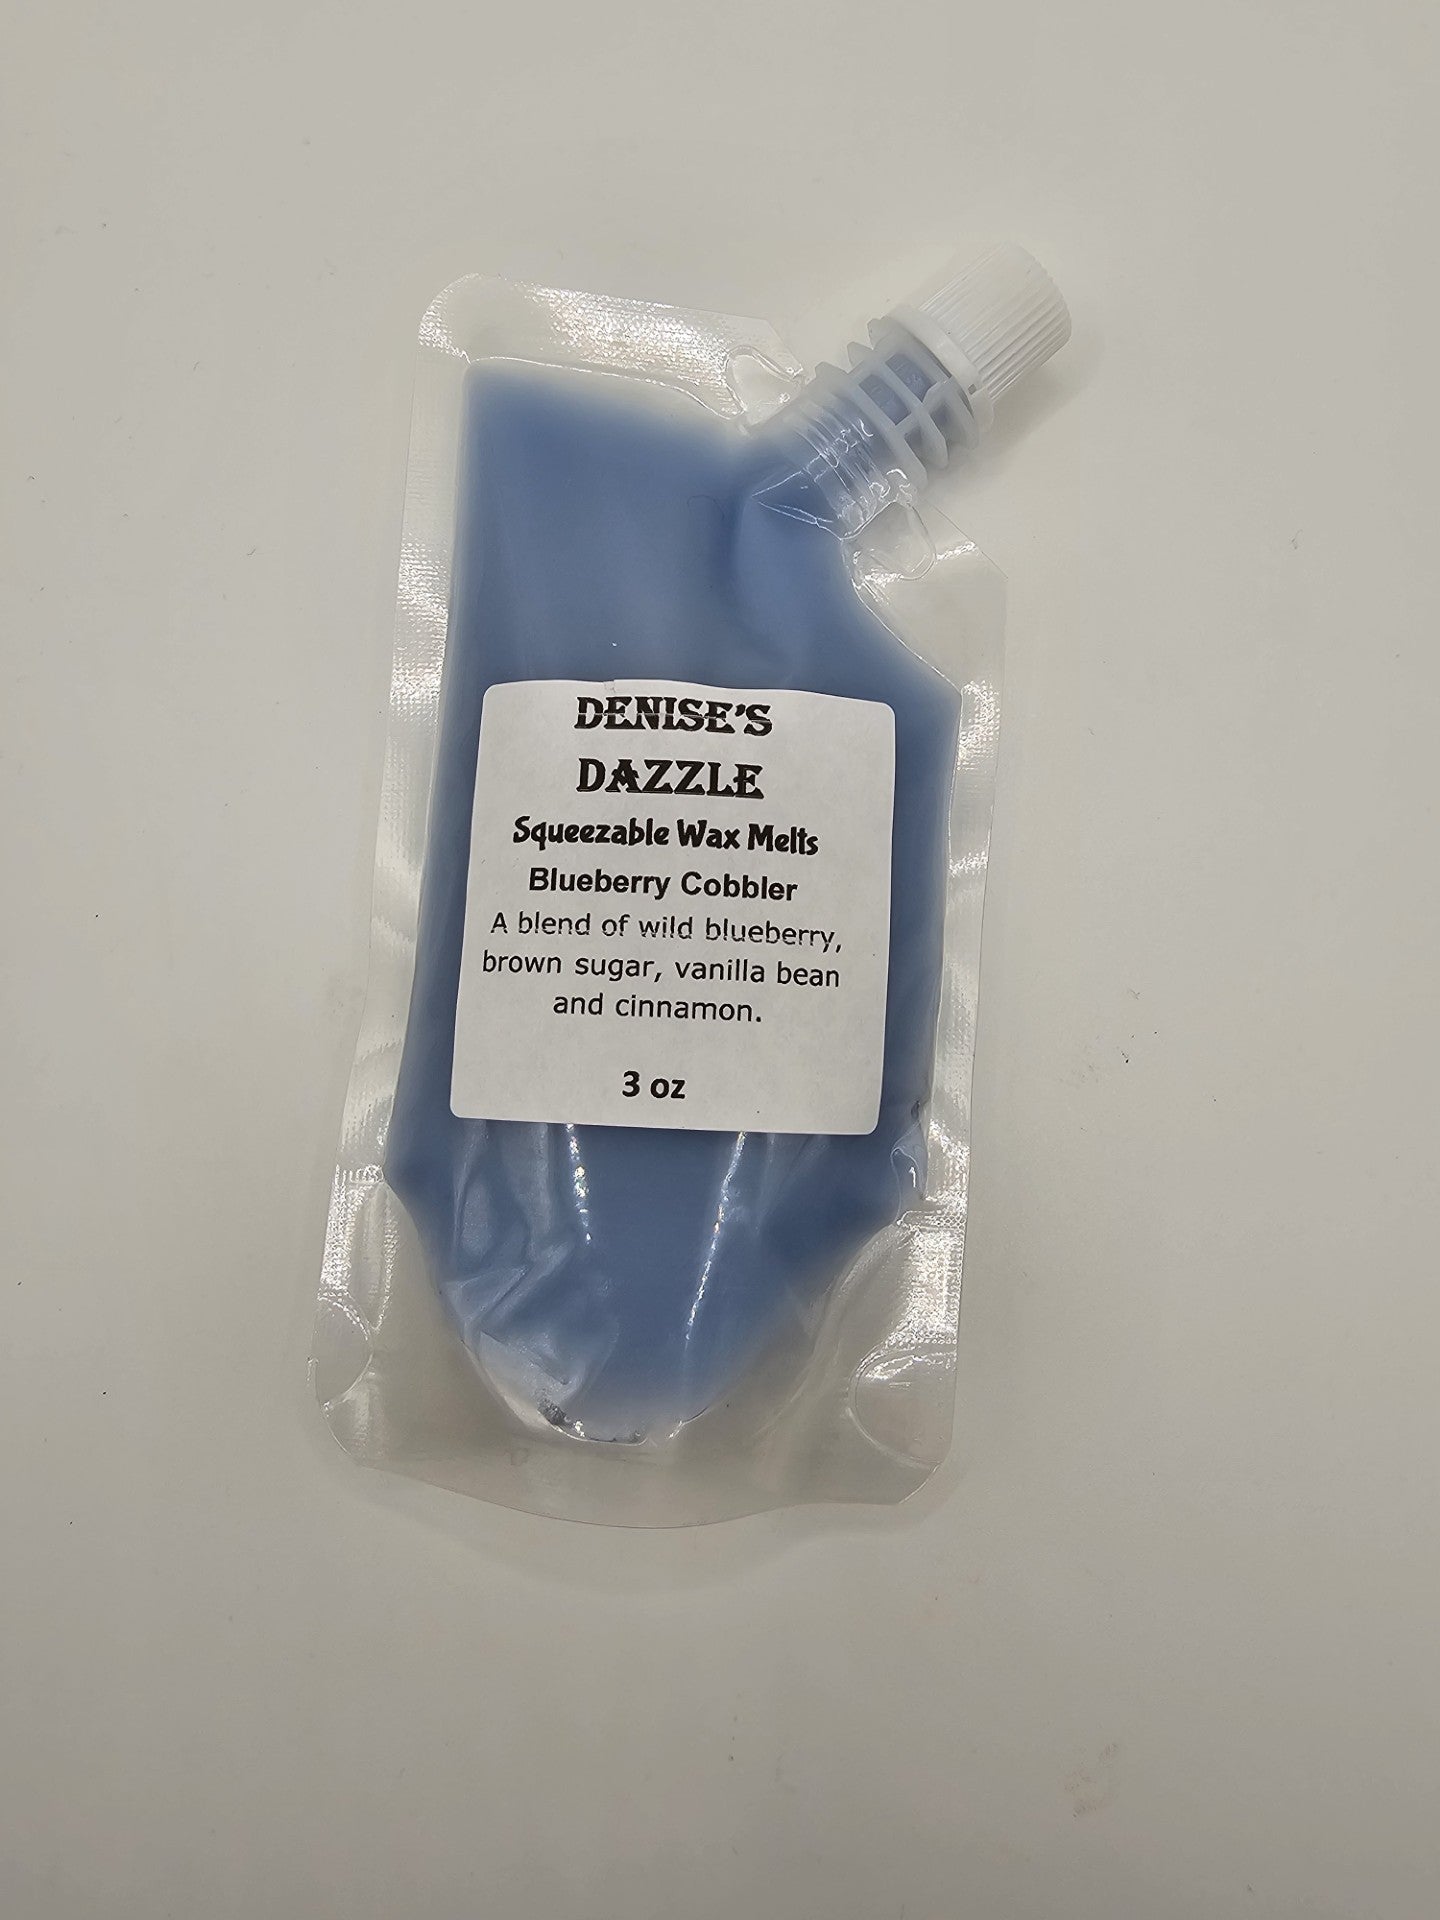 DENISE'S
DAZZLE
Squeezable Wax Melts
Blueberry Cobbler
A blend of wild blueberry,
brown sugar, vanilla bean
and cinnamon.
3 oz